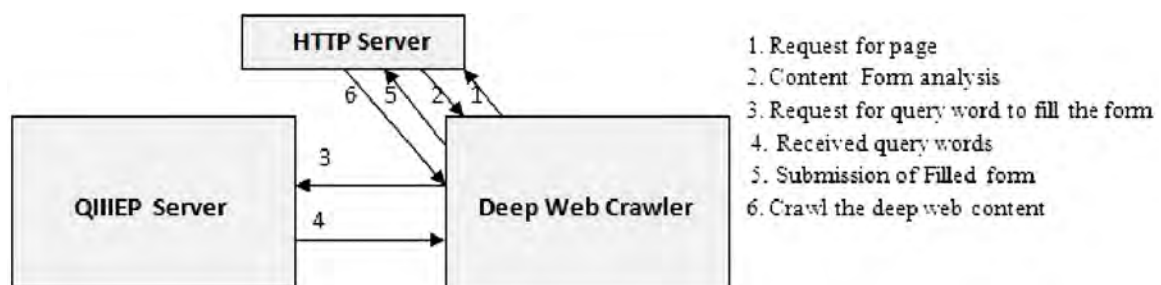 HTTP Server
6
5
2
1
QIIIEP Server
3
4
Deep Web Crawler
1. Request for page
2. Content Form analysis
3. Request for query word to fill the form
4. Received query words
5. Submission of Filled form
6. Crawl the deep web content